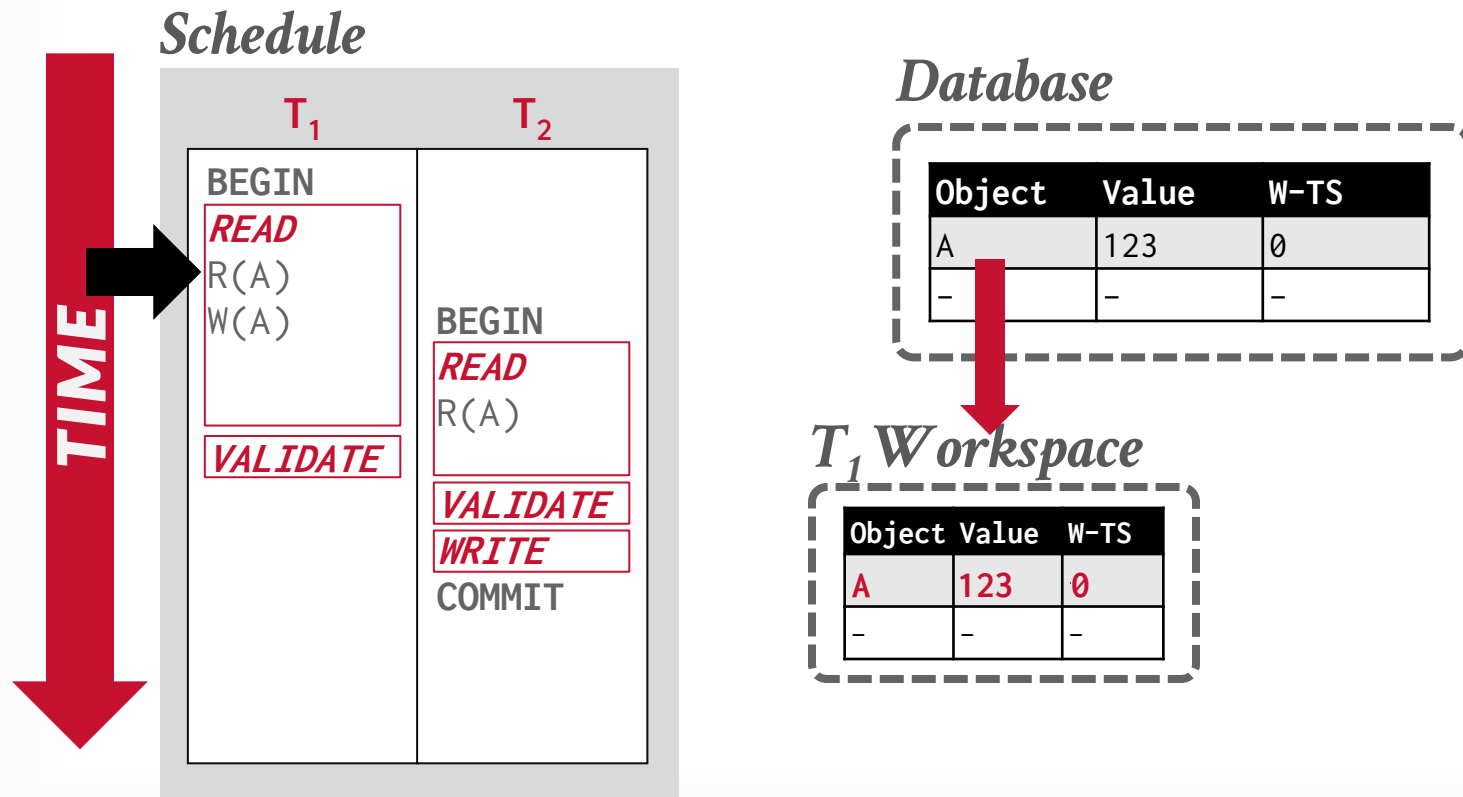 Schedule
TIME
T1 T2
BEGIN
READ
R(A)
W(A)
VALIDATE
BEGIN
READ
R(A)
VALIDATE
WRITE
COMMIT
Database
Object Value W-TS
A 123 0
- - -
T1 Workspace
Object Value W-TS
A 123 0
- - -